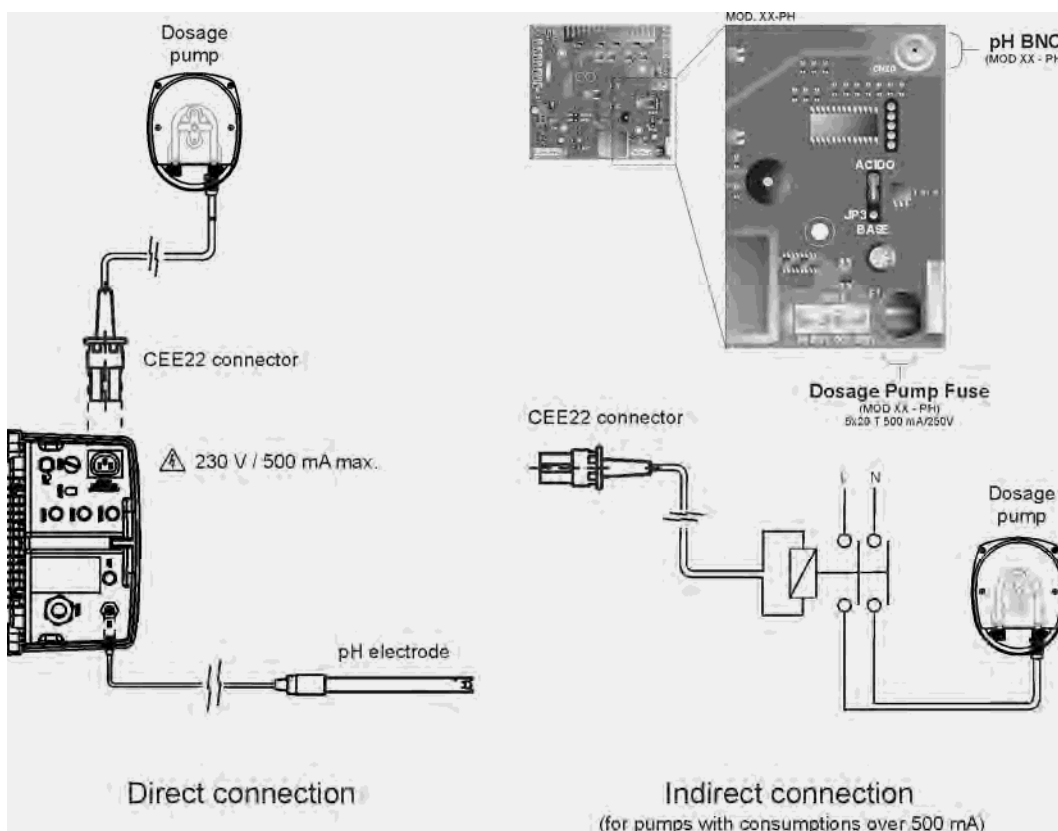 Dosage
pump
CEE22 connector
230 V / 500 mA max.
pH electrode
Direct connection
MOD. XX-PH
pH BNC
(MOD XX - PH
ACIDO
JP3
BASE
F1
Dosage Pump Fuse
(MOD XX - PH)
5x20 T 500 mA/250V
CEE22 connector
L N
Dosage
pump
Indirect connection
(for pumps with consumptions over 500 mA)